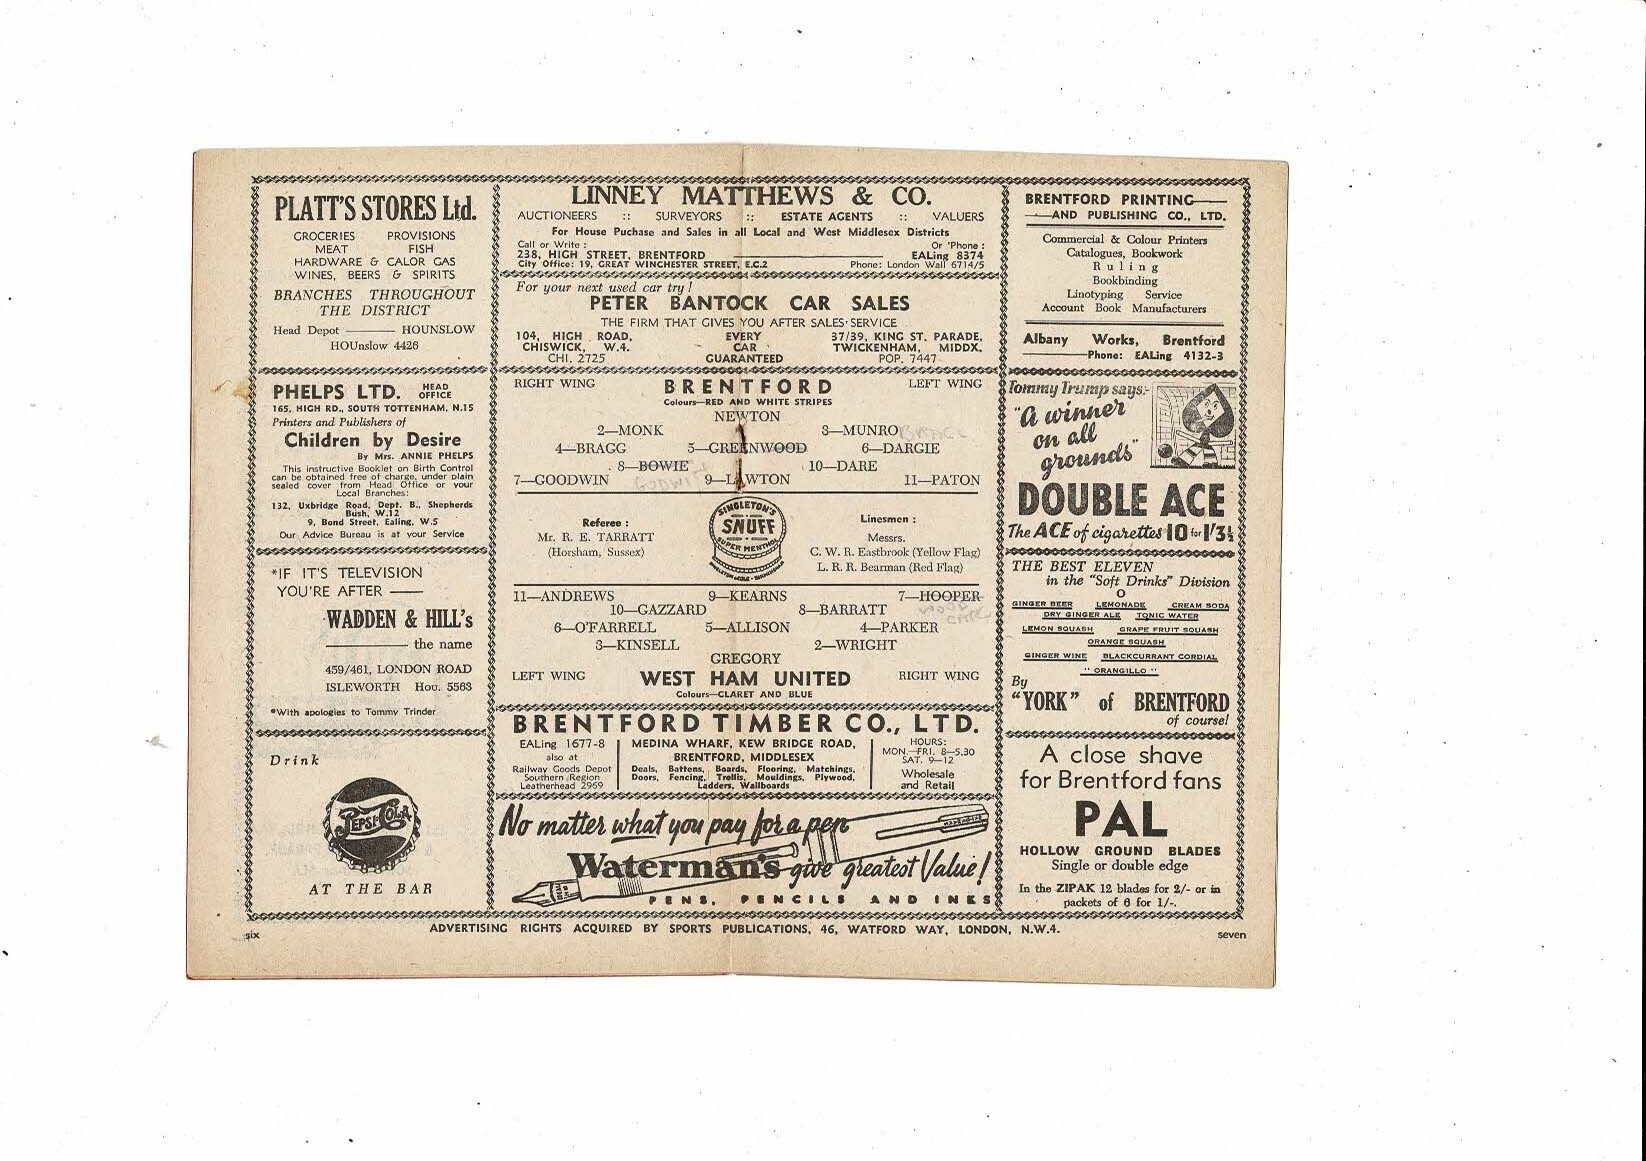 PLATT'S STORES Ltd.
GROCERIES PROVISIONS
MEAT FISH
HARDWARE & CALOR GAS
WINES, BEERS & SPIRITS
BRANCHES THROUGHOUT
THE DISTRICT
Head Depot ——— HOUNSLOW
HOUnslow 4426
PHELPS LTD. HEAD OFFICE
165, HIGH RD., SOUTH TOTTENHAM, N.15
Printers and Publishers of
Children by Desire
By Mrs. ANNIE PHELPS
This instructive Booklet on Birth Control
can be obtained free of charge, under plain
sealed cover from Head Office or your
Local Branches:
132, Uxbridge Road, Dept. B., Shepherds
Bush, W.12
9, Bond Street, Ealing, W.5
Our Advice Bureau is at your Service
*IF IT'S TELEVISION
YOU'RE AFTER ——
WADDEN & HILL's
——— the name
459/461, LONDON ROAD
ISLEWORTH Hou. 5563
*With apologies to Tommy Trinder
Drink
PEPSI-COLA
AT THE BAR
LINNEY MATTHEWS & CO.
AUCTIONEERS :: SURVEYORS :: ESTATE AGENTS :: VALUERS
For House Puchase and Sales in all Local and West Middlesex Districts
Call or Write : Or 'Phone :
238, HIGH STREET, BRENTFORD ——— EALing 8374
City Office: 19, GREAT WINCHESTER STREET, E.C.2 Phone: London Wall 6714/5
For your next used car try!
PETER BANTOCK CAR SALES
THE FIRM THAT GIVES YOU AFTER SALES SERVICE
104, HIGH ROAD, EVERY 37/39, KING ST. PARADE,
CHISWICK, W.4. CAR TWICKENHAM, MIDDX.
CHI. 2725 GUARANTEED POP. 7447
RIGHT WING BRENTFORD LEFT WING
Colours—RED AND WHITE STRIPES
NEWTON
2—MONK 3—MUNRO
4—BRAGG 5—GREENWOOD 6—DARGIE
8—BOWIE 10—DARE
7—GOODWIN GODWIN 9—LAWTON 11—PATON
Referee :
Mr. R. E. TARRATT
(Horsham, Sussex)
SINGLETON'S
SNUFF
SUPER MENTHOL
Linesmen :
Messrs.
C. W. R. Eastbrook (Yellow Flag)
L. R. R. Bearman (Red Flag)
11—ANDREWS 9—KEARNS 7—HOOPER
10—GAZZARD 8—BARRATT
6—O'FARRELL 5—ALLISON 4—PARKER
3—KINSELL 2—WRIGHT
GREGORY
LEFT WING WEST HAM UNITED RIGHT WING
Colours—CLARET AND BLUE
BRENTFORD TIMBER CO., LTD.
EALing 1677-8
also at
Railway Goods Depot
Southern Region
Leatherhead 2969
MEDINA WHARF, KEW BRIDGE ROAD,
BRENTFORD, MIDDLESEX
Deals, Battens, Boards, Flooring, Matchings,
Doors, Fencing, Trellis, Mouldings, Plywood,
Ladders, Wallboards
HOURS:
MON.—FRI. 8—5.30
SAT. 9—12
Wholesale
and Retail
No matter what you pay for a pen
Waterman's give greatest Value!
PENS, PENCILS AND INKS
BRENTFORD PRINTING——
——AND PUBLISHING CO., LTD.
Commercial & Colour Printers
Catalogues, Bookwork
Ruling
Bookbinding
Linotyping Service
Account Book Manufacturers
Albany Works, Brentford
———Phone: EALing 4132-3
Tommy Trump says:-
"A winner
on all
grounds"
DOUBLE ACE
The ACE of cigarettes 10 for 1/3½
THE BEST ELEVEN
in the "Soft Drinks" Division
O
GINGER BEER LEMONADE CREAM SODA
DRY GINGER ALE TONIC WATER
LEMON SQUASH GRAPE FRUIT SQUASH
ORANGE SQUASH
GINGER WINE BLACKCURRANT CORDIAL
"ORANGILLO"
By
"YORK" of BRENTFORD
of course!
A close shave
for Brentford fans
PAL
HOLLOW GROUND BLADES
Single or double edge
In the ZIPAK 12 blades for 2/- or in
packets of 6 for 1/-.
six ADVERTISING RIGHTS ACQUIRED BY SPORTS PUBLICATIONS, 46, WATFORD WAY, LONDON, N.W.4. seven